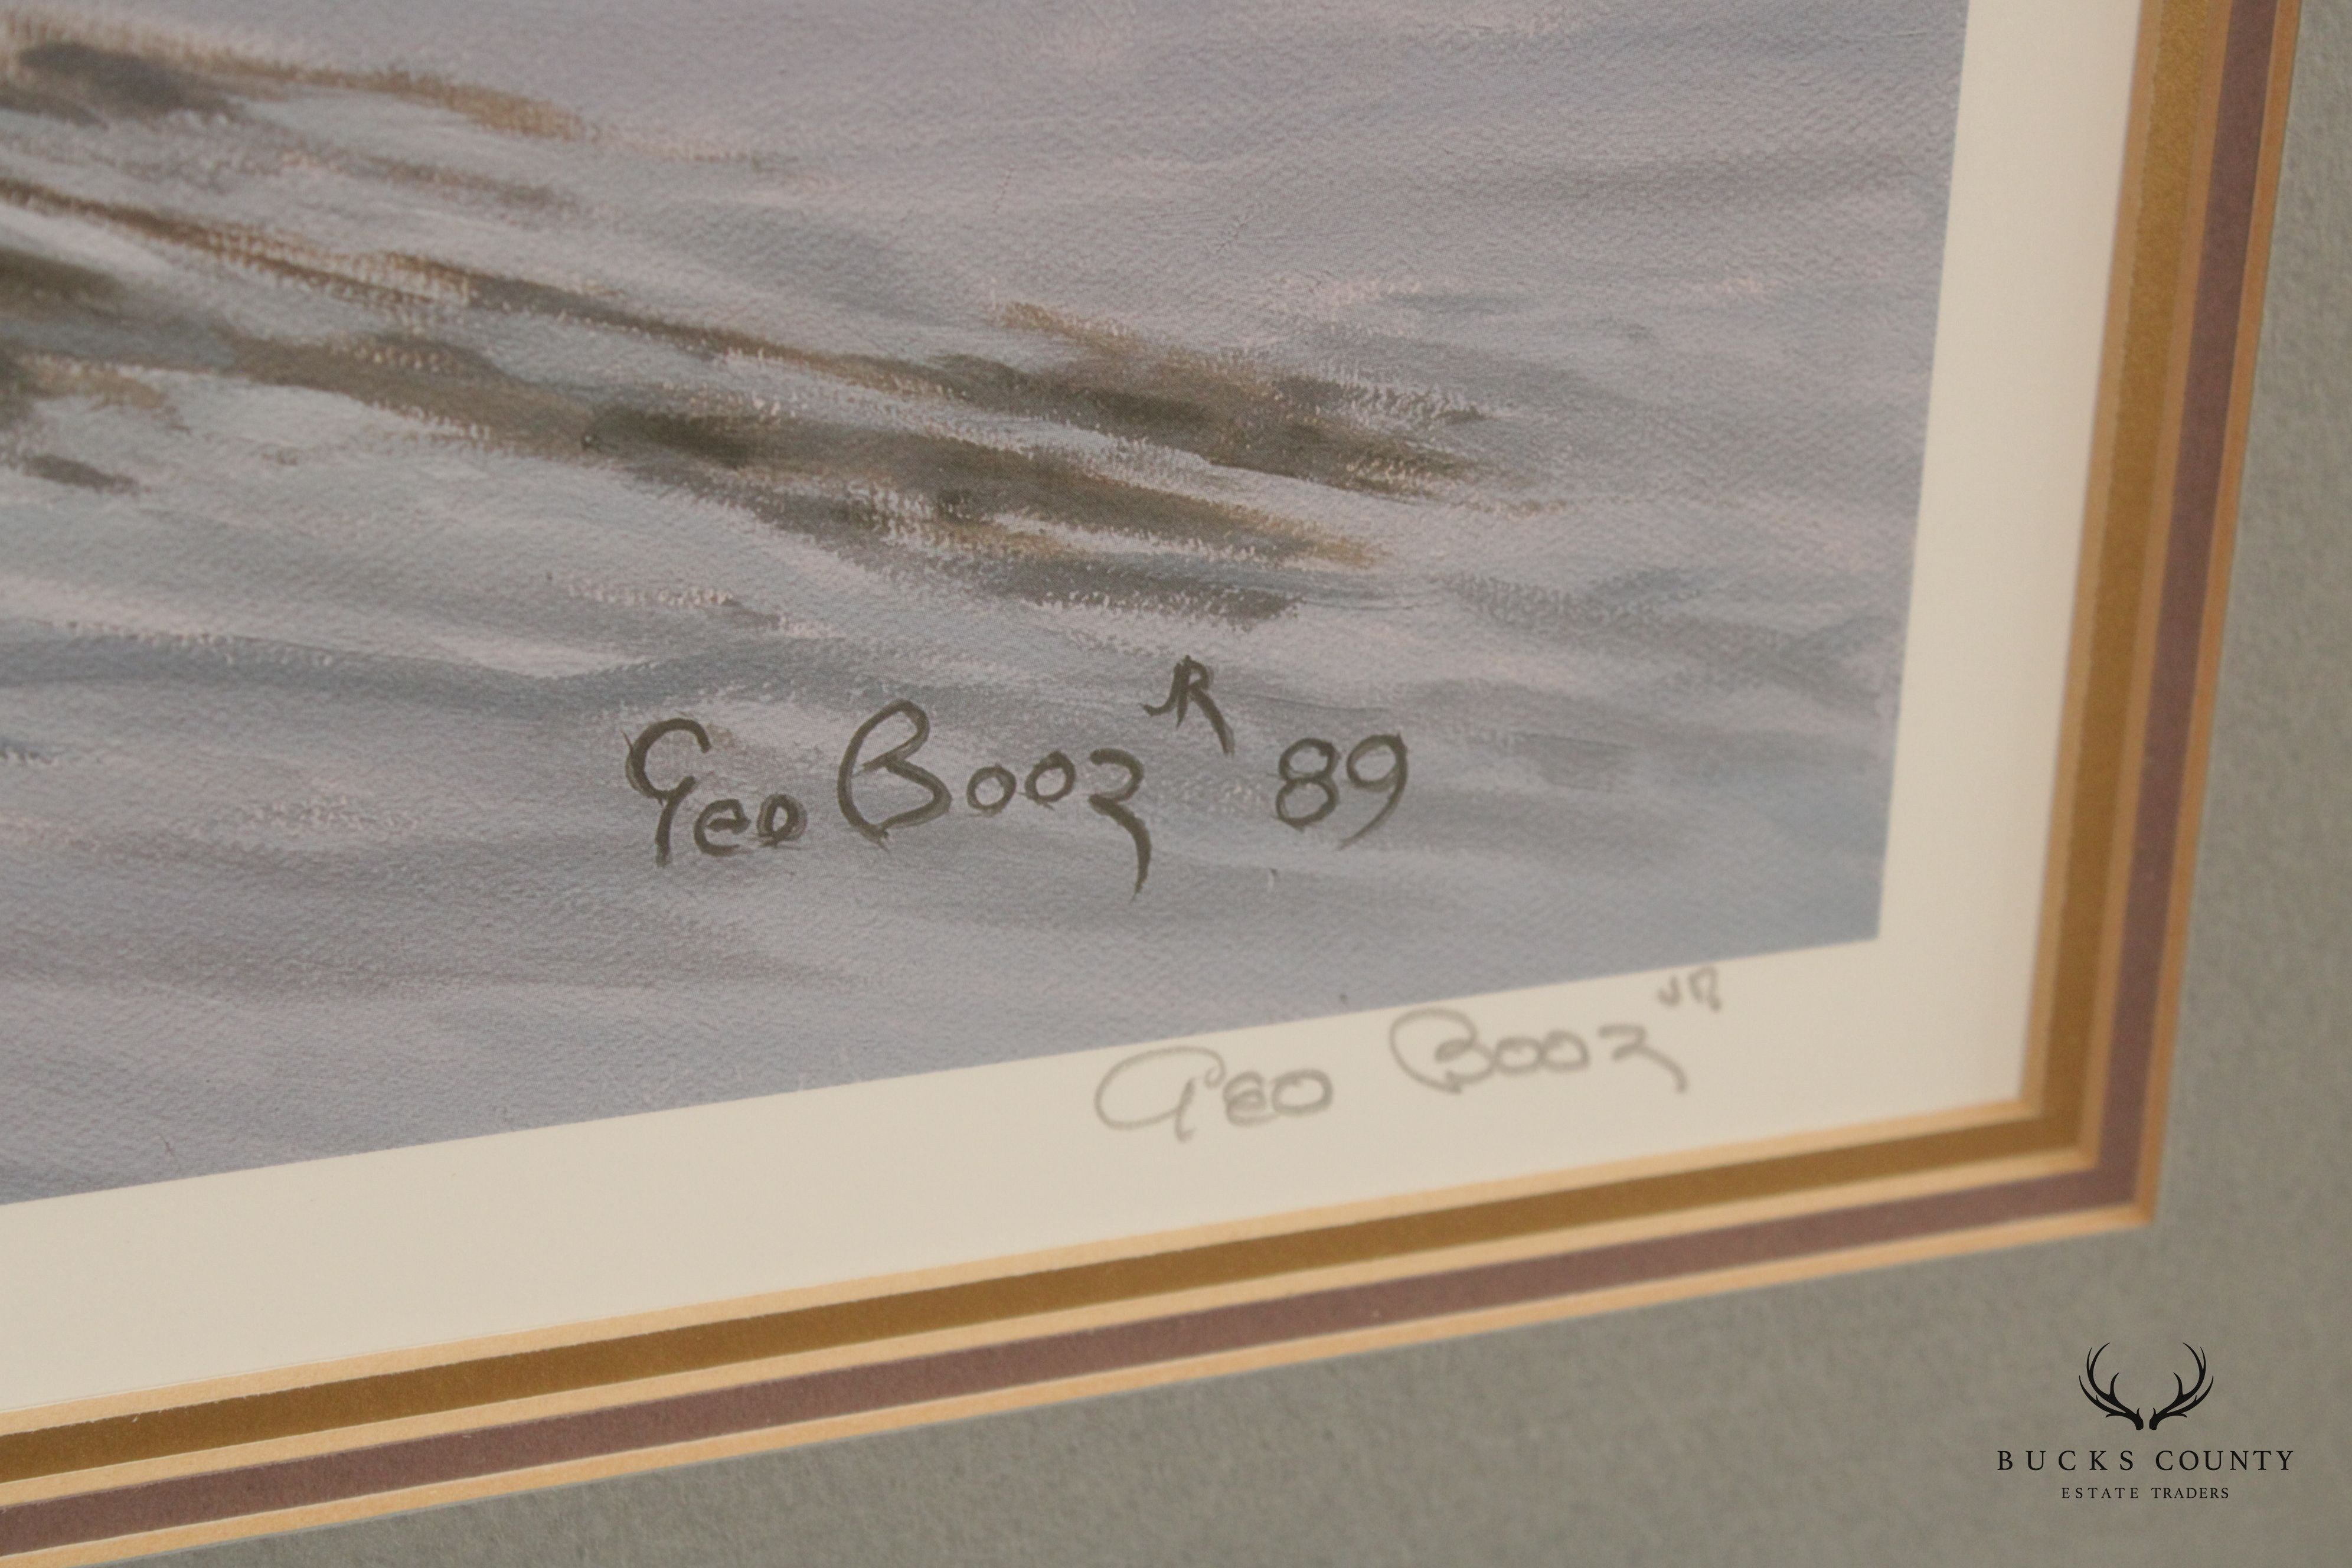 Geo Booz JR 89
Geo Booz JR
BUCKS COUNTY
ESTATE TRADERS